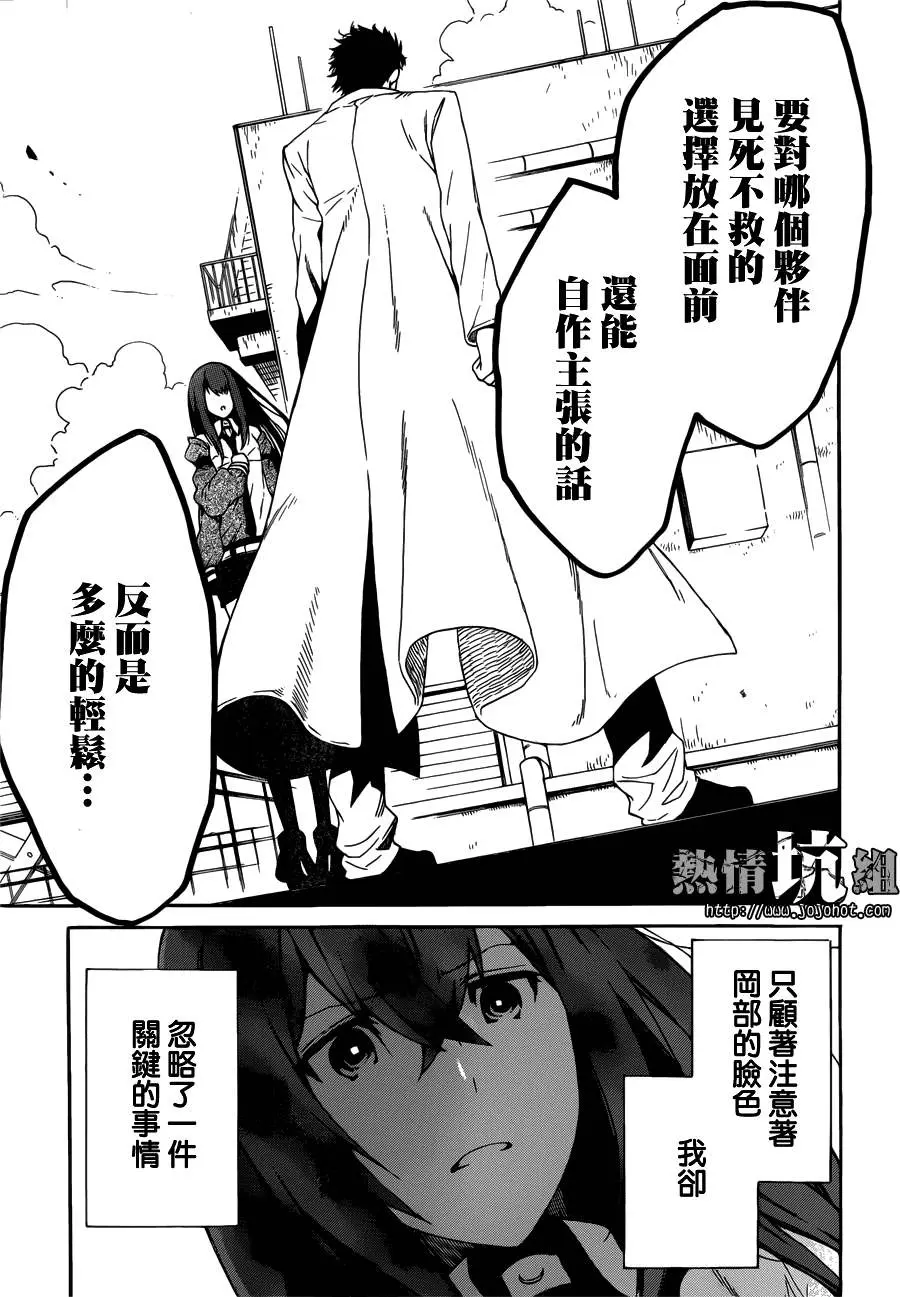 要對哪個夥伴
見死不救的
選擇放在面前
還能
自作主張的話
反而是
多麼的輕鬆…
熱情坑組
http://www.jojohot.com
只顧著注意著
岡部的臉色
我卻
忽略了一件
關鍵的事情